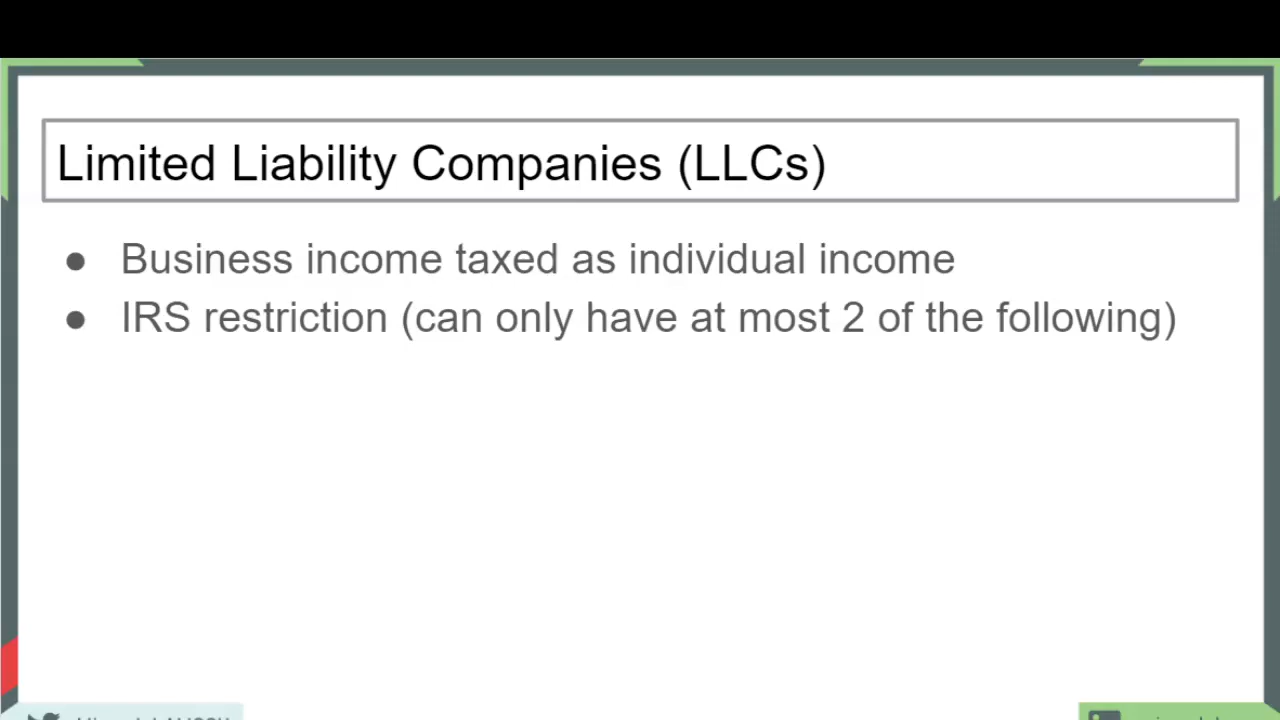 Limited Liability Companies (LLCs)
● Business income taxed as individual income
● IRS restriction (can only have at most 2 of the following)